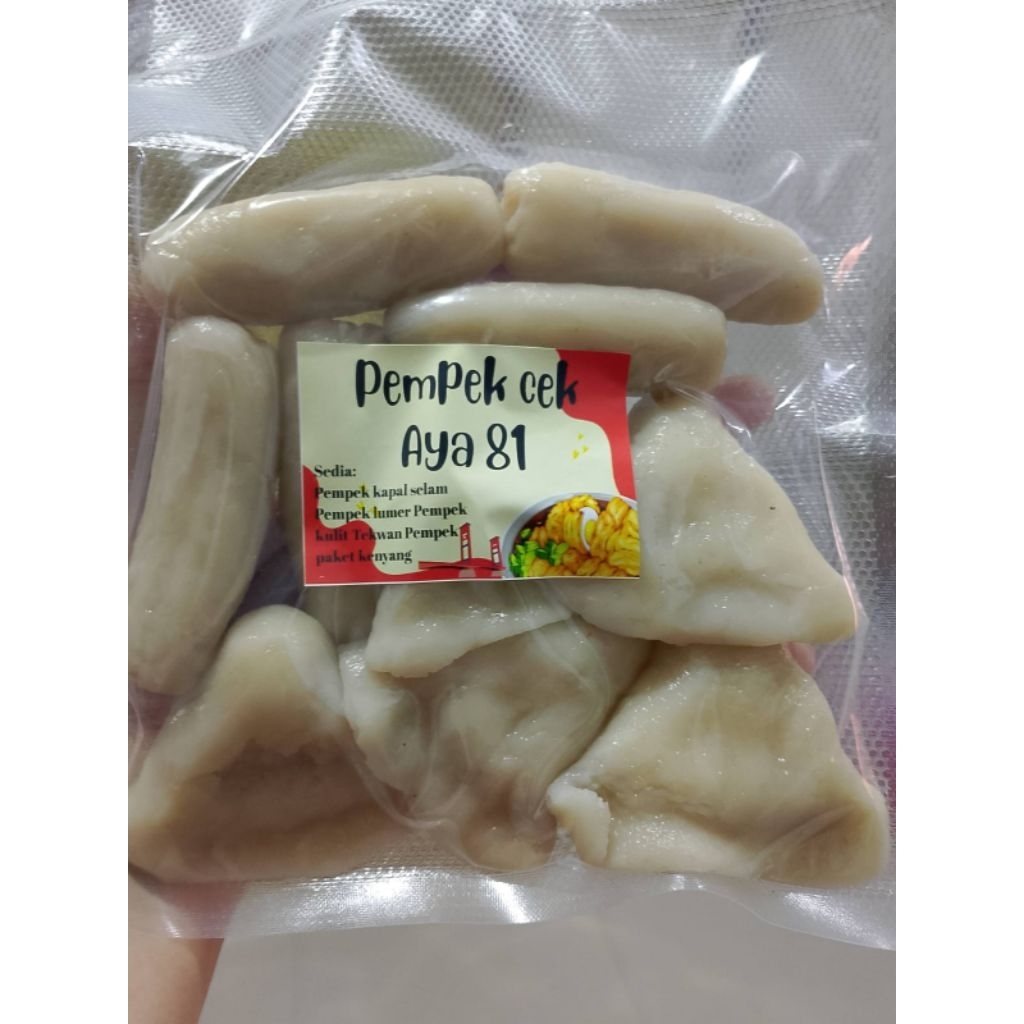 Pempek cek
Aya 81
Sedia:
Pempek kapal selam
Pempek lumer Pempek
kulit Tekwan Pempek
paket kenyang